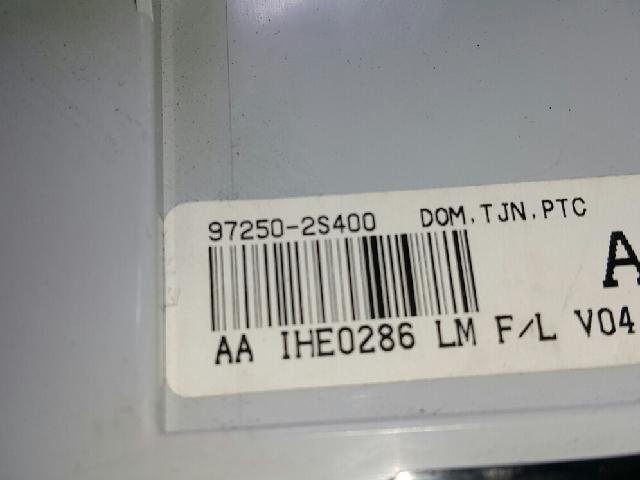 97250-2S400 DOM.TJN.PTC
A
AA IHE0286 LM F/L V04